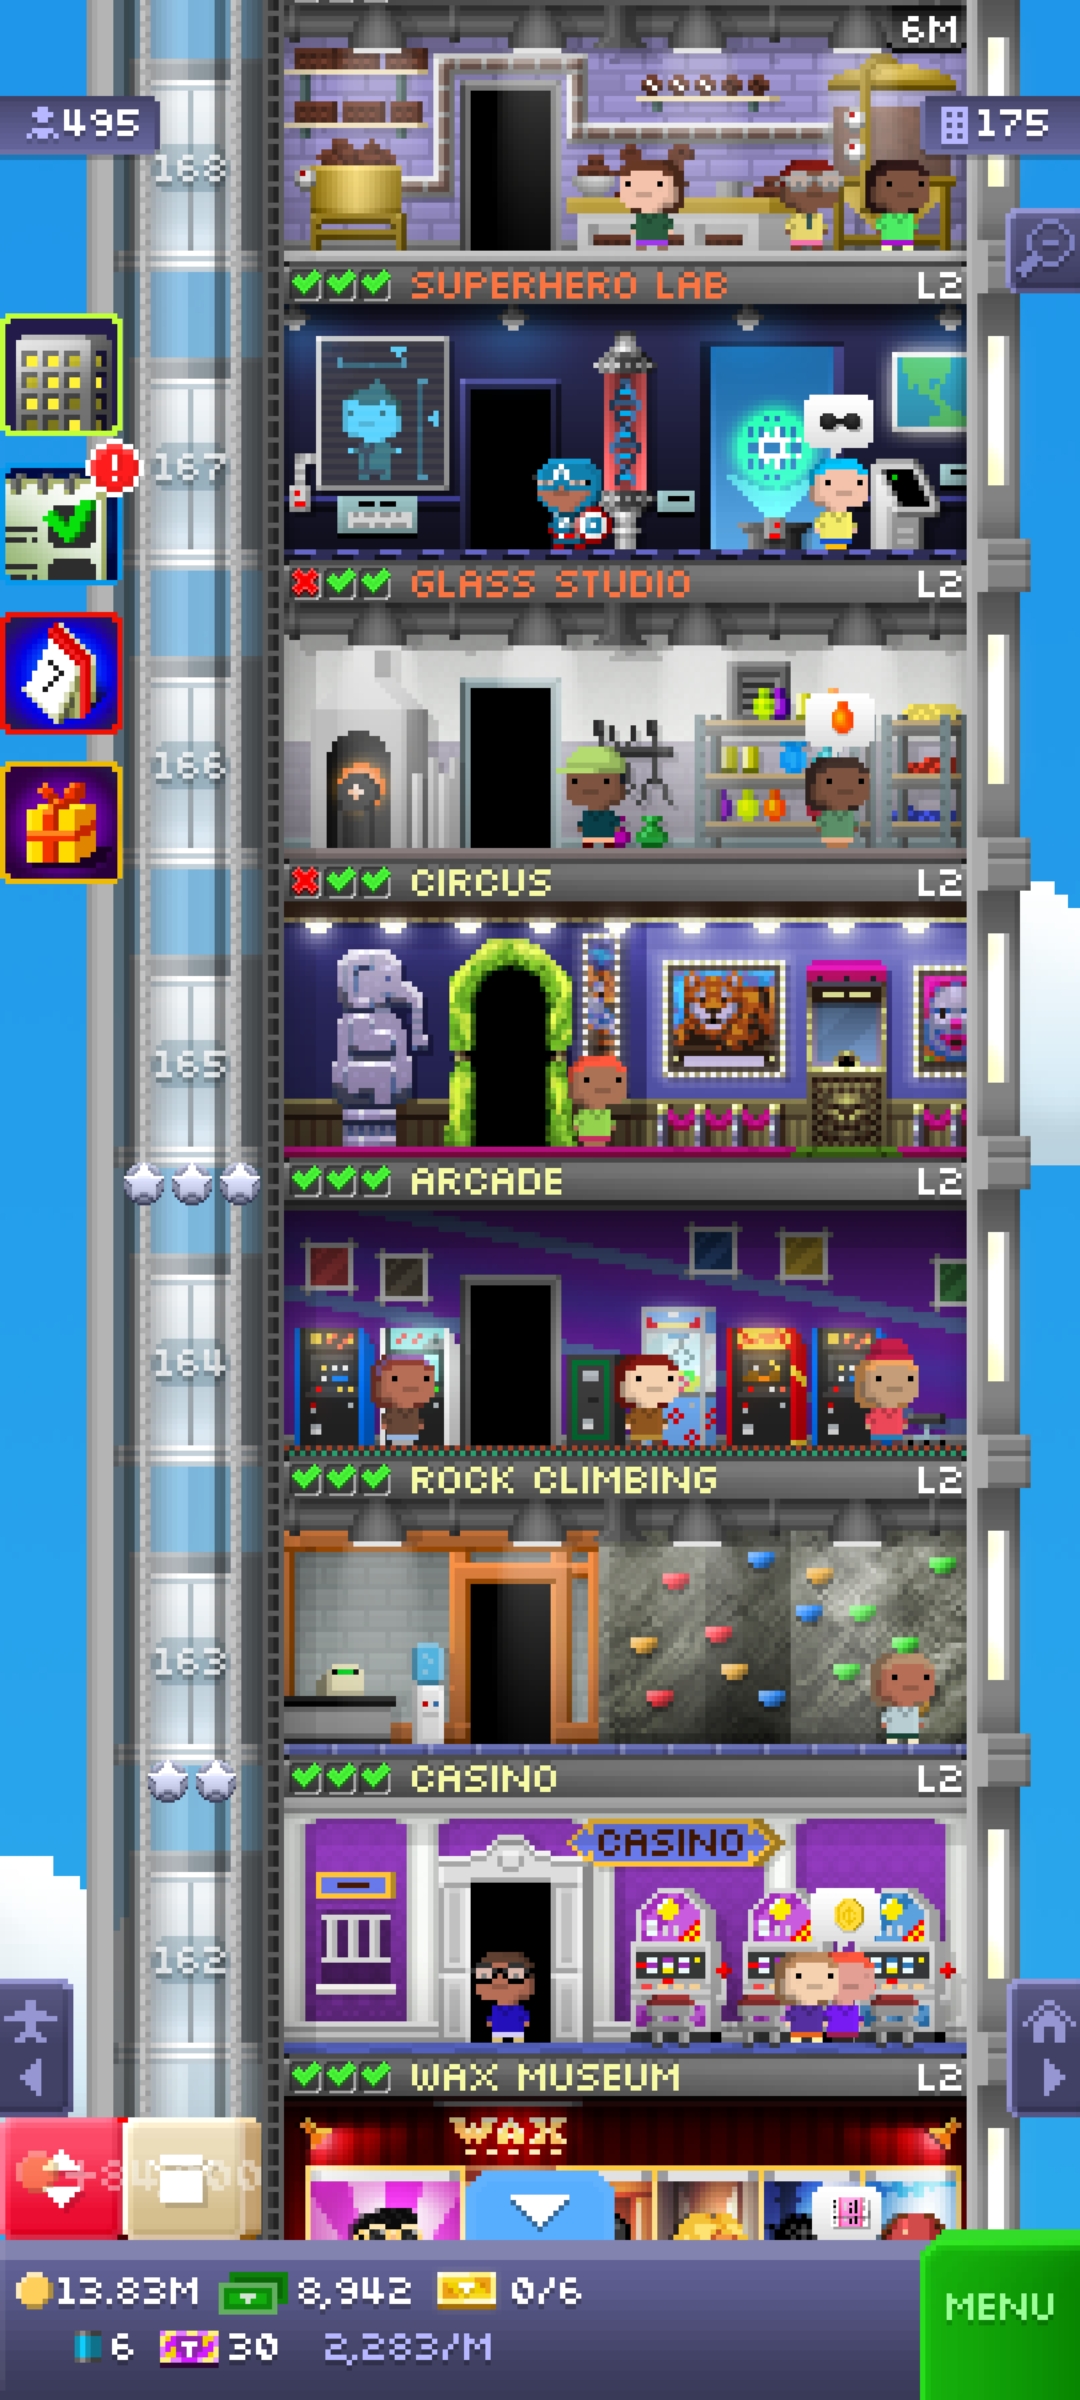 6M
495
175
168
SUPERHERO LAB L2
167
GLASS STUDIO L2
166
CIRCUS L2
165
ARCADE L2
164
ROCK CLIMBING L2
163
CASINO L2
CASINO
162
WAX MUSEUM L2
WAX
13.83M 8,942 0/6
MENU
6 30 2,283/M